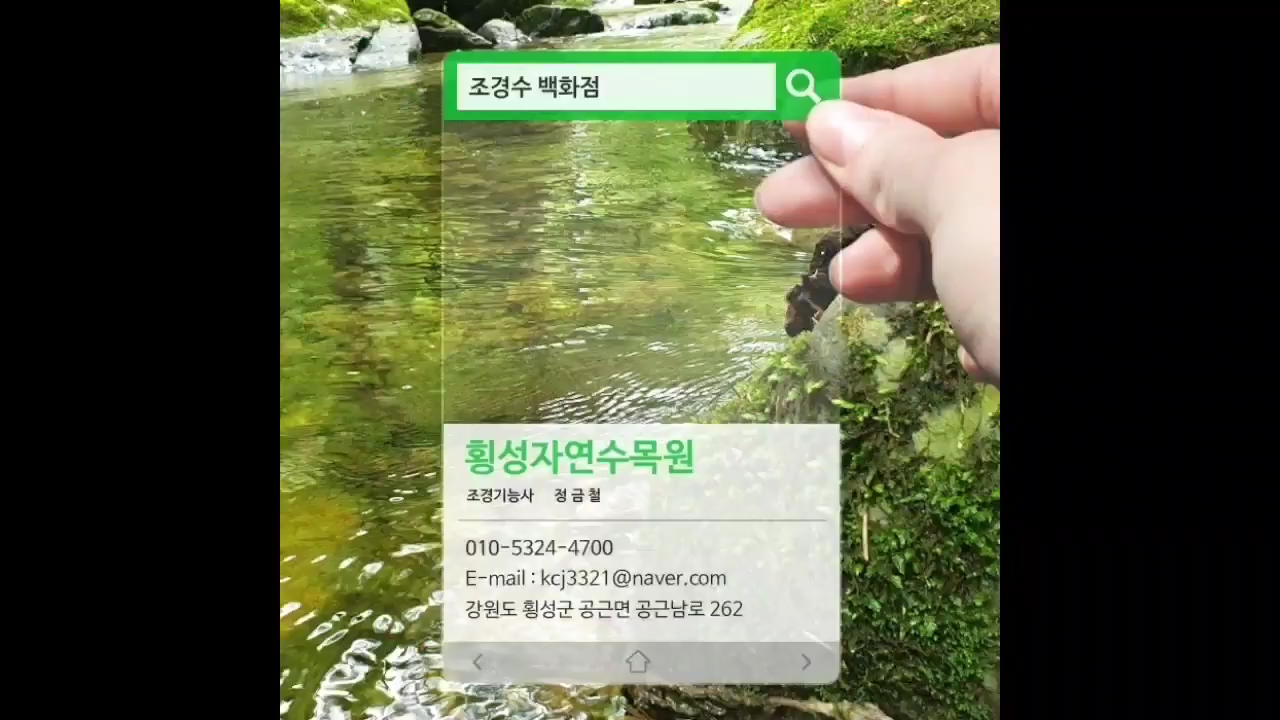 조경수 백화점
횡성자연수목원
조경기능사 정 금 철
010-5324-4700
E-mail : kcj3321@naver.com
강원도 횡성군 공근면 공근남로 262